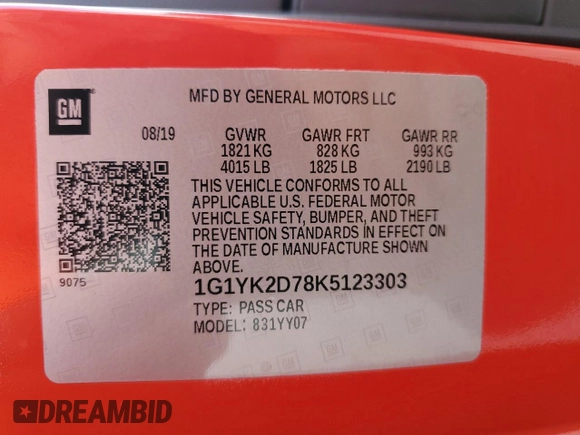 GM
MFD BY GENERAL MOTORS LLC
08/19 GVWR GAWR FRT GAWR RR
1821 KG 828 KG 993 KG
4015 LB 1825 LB 2190 LB
THIS VEHICLE CONFORMS TO ALL
APPLICABLE U.S. FEDERAL MOTOR
VEHICLE SAFETY, BUMPER, AND THEFT
PREVENTION STANDARDS IN EFFECT ON
THE DATE OF MANUFACTURE SHOWN
ABOVE.
9075
1G1YK2D78K5123303
TYPE: PASS CAR
MODEL: 831YY07
DREAMBID